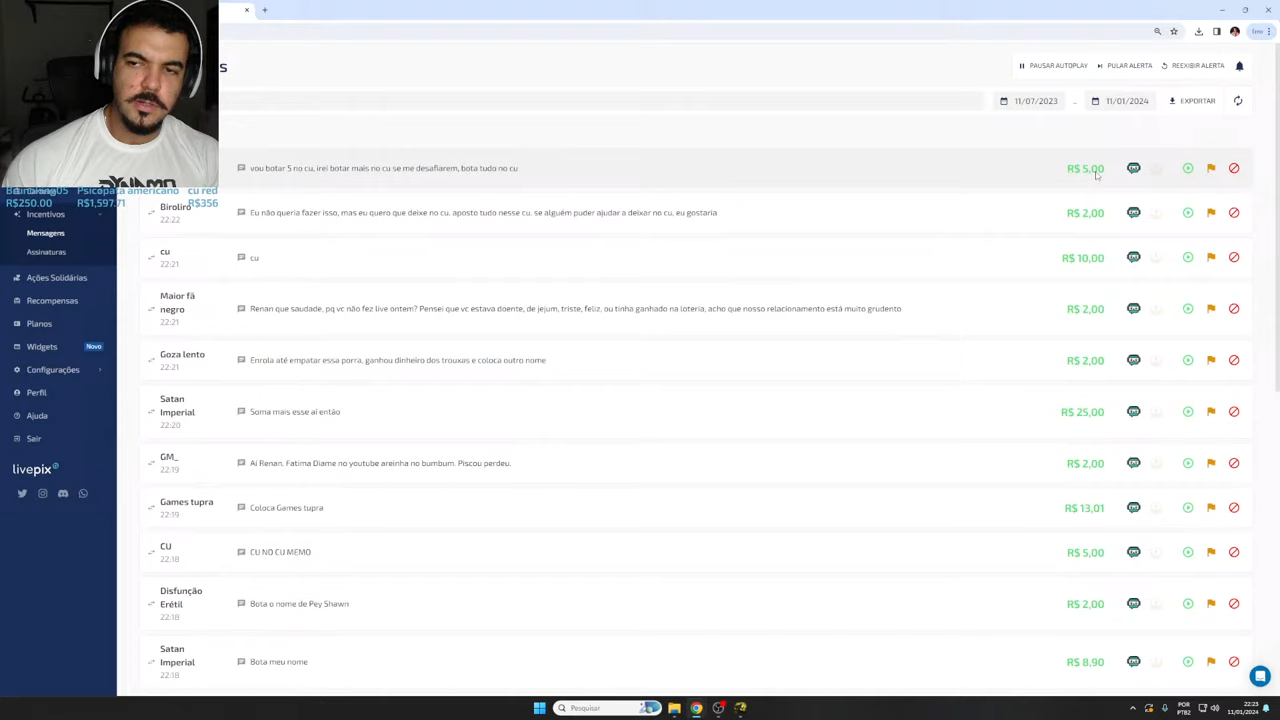 s
PAUSAR AUTOPLAY
PULAR ALERTA
REEXIBIR ALERTA
11/07/2023
11/01/2024
EXPORTAR
DYNAMO
Psicopata americano
cu red
R$250.00
R$1,597.71
R$356
Incentivos
Mensagens
Assinaturas
Ações Solidárias
Recompensas
Planos
Widgets
Novo
Configurações
Perfil
Ajuda
Sair
livepix
vou botar 5 no cu, irei botar mais no cu se me desafiarem, bota tudo no cu
R$ 5,00
Biroliro
22:22
Eu não queria fazer isso, mas eu quero que deixe no cu. aposto tudo nesse cu. se alguém puder ajudar a deixar no cu, eu gostaria
R$ 2,00
cu
22:21
cu
R$ 10,00
Maior fã
negro
22:21
Renan que saudade, pq vc não fez live ontem? Pensei que vc estava doente, de jejum, triste, feliz, ou tinha ganhado na loteria, acho que nosso relacionamento está muito grudento
R$ 2,00
Goza lento
22:21
Enrola até empatar essa porra, ganhou dinheiro dos trouxas e coloca outro nome
R$ 2,00
Satan
Imperial
22:20
Soma mais esse aí então
R$ 25,00
GM_
22:19
Aí Renan, Fatima Diame no youtube areinha no bumbum. Piscou perdeu.
R$ 2,00
Games tupra
22:19
Coloca Games tupra
R$ 13,01
CU
22:18
CU NO CU MEMO
R$ 5,00
Disfunção
Erétil
22:18
Bota o nome de Pey Shawn
R$ 2,00
Satan
Imperial
22:18
Bota meu nome
R$ 8,90
Pesquisar
POR
PTB2
22:23
11/01/2024